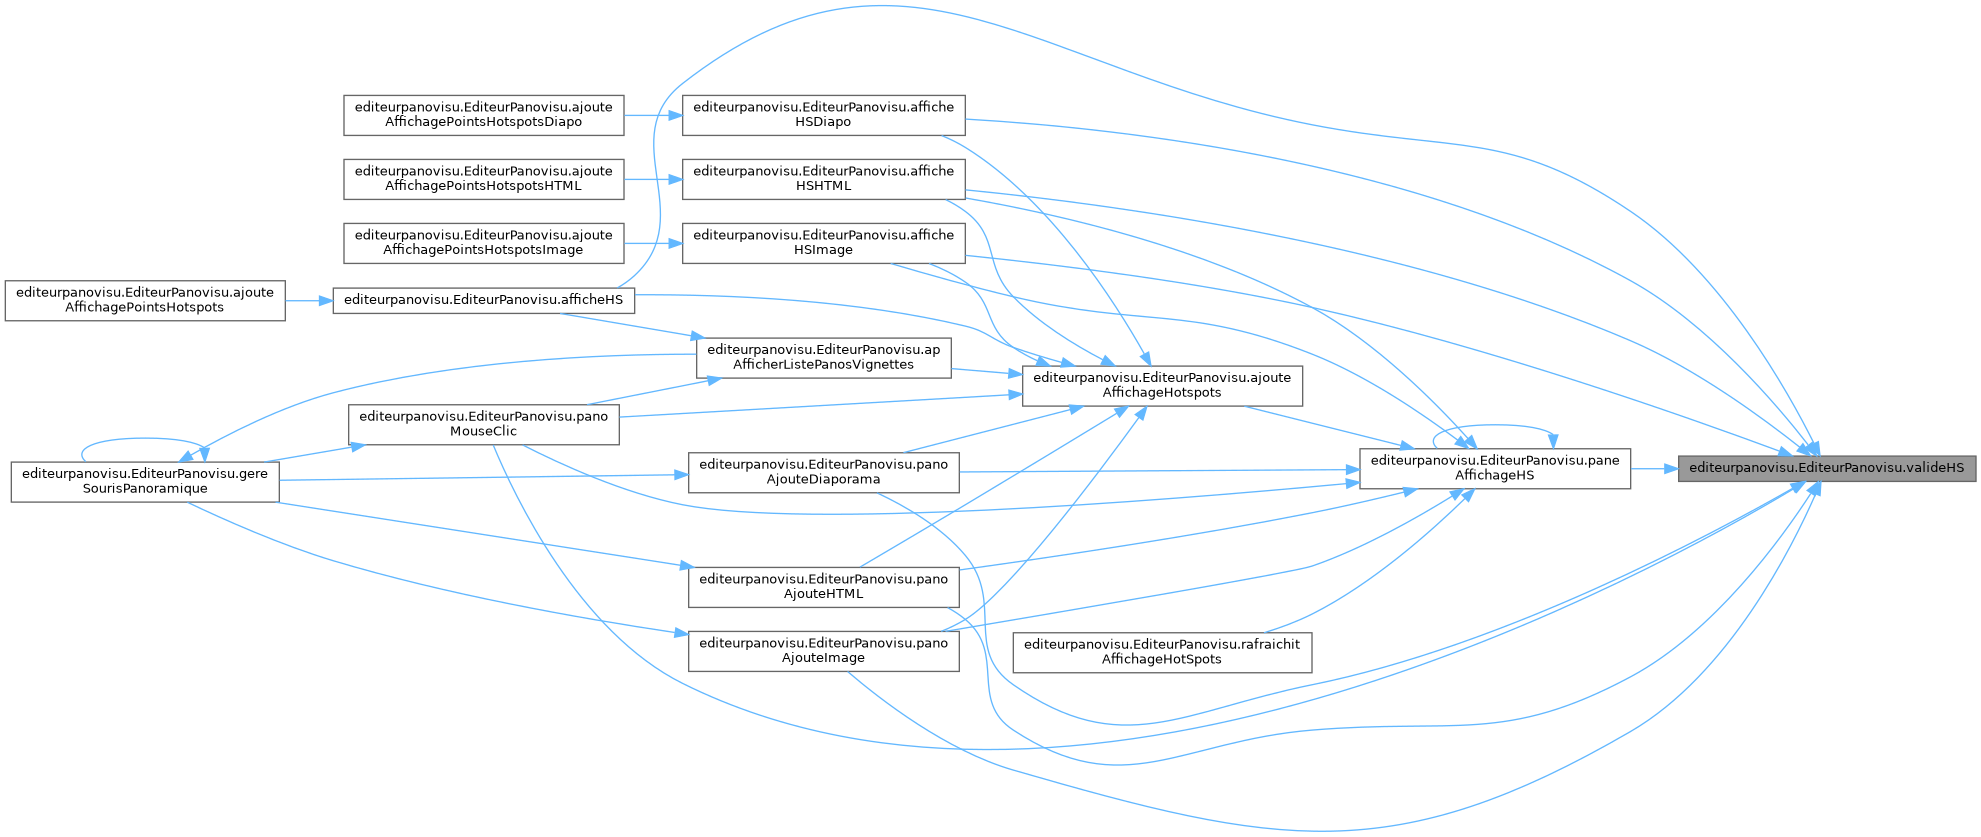 editeurpanovisu.EditeurPanovisu.ajoute
AffichagePointsHotspotsDiapo
editeurpanovisu.EditeurPanovisu.affiche
HSDiapo
editeurpanovisu.EditeurPanovisu.ajoute
AffichagePointsHotspotsHTML
editeurpanovisu.EditeurPanovisu.affiche
HSHTML
editeurpanovisu.EditeurPanovisu.ajoute
AffichagePointsHotspotsImage
editeurpanovisu.EditeurPanovisu.affiche
HSImage
editeurpanovisu.EditeurPanovisu.ajoute
AffichagePointsHotspots
editeurpanovisu.EditeurPanovisu.afficheHS
editeurpanovisu.EditeurPanovisu.ap
AfficherListePanosVignettes
editeurpanovisu.EditeurPanovisu.ajoute
AffichageHotspots
editeurpanovisu.EditeurPanovisu.pano
MouseClic
editeurpanovisu.EditeurPanovisu.gere
SourisPanoramique
editeurpanovisu.EditeurPanovisu.pano
AjouteDiaporama
editeurpanovisu.EditeurPanovisu.pane
AffichageHS
editeurpanovisu.EditeurPanovisu.valideHS
editeurpanovisu.EditeurPanovisu.pano
AjouteHTML
editeurpanovisu.EditeurPanovisu.pano
AjouteImage
editeurpanovisu.EditeurPanovisu.rafraichit
AffichageHotSpots